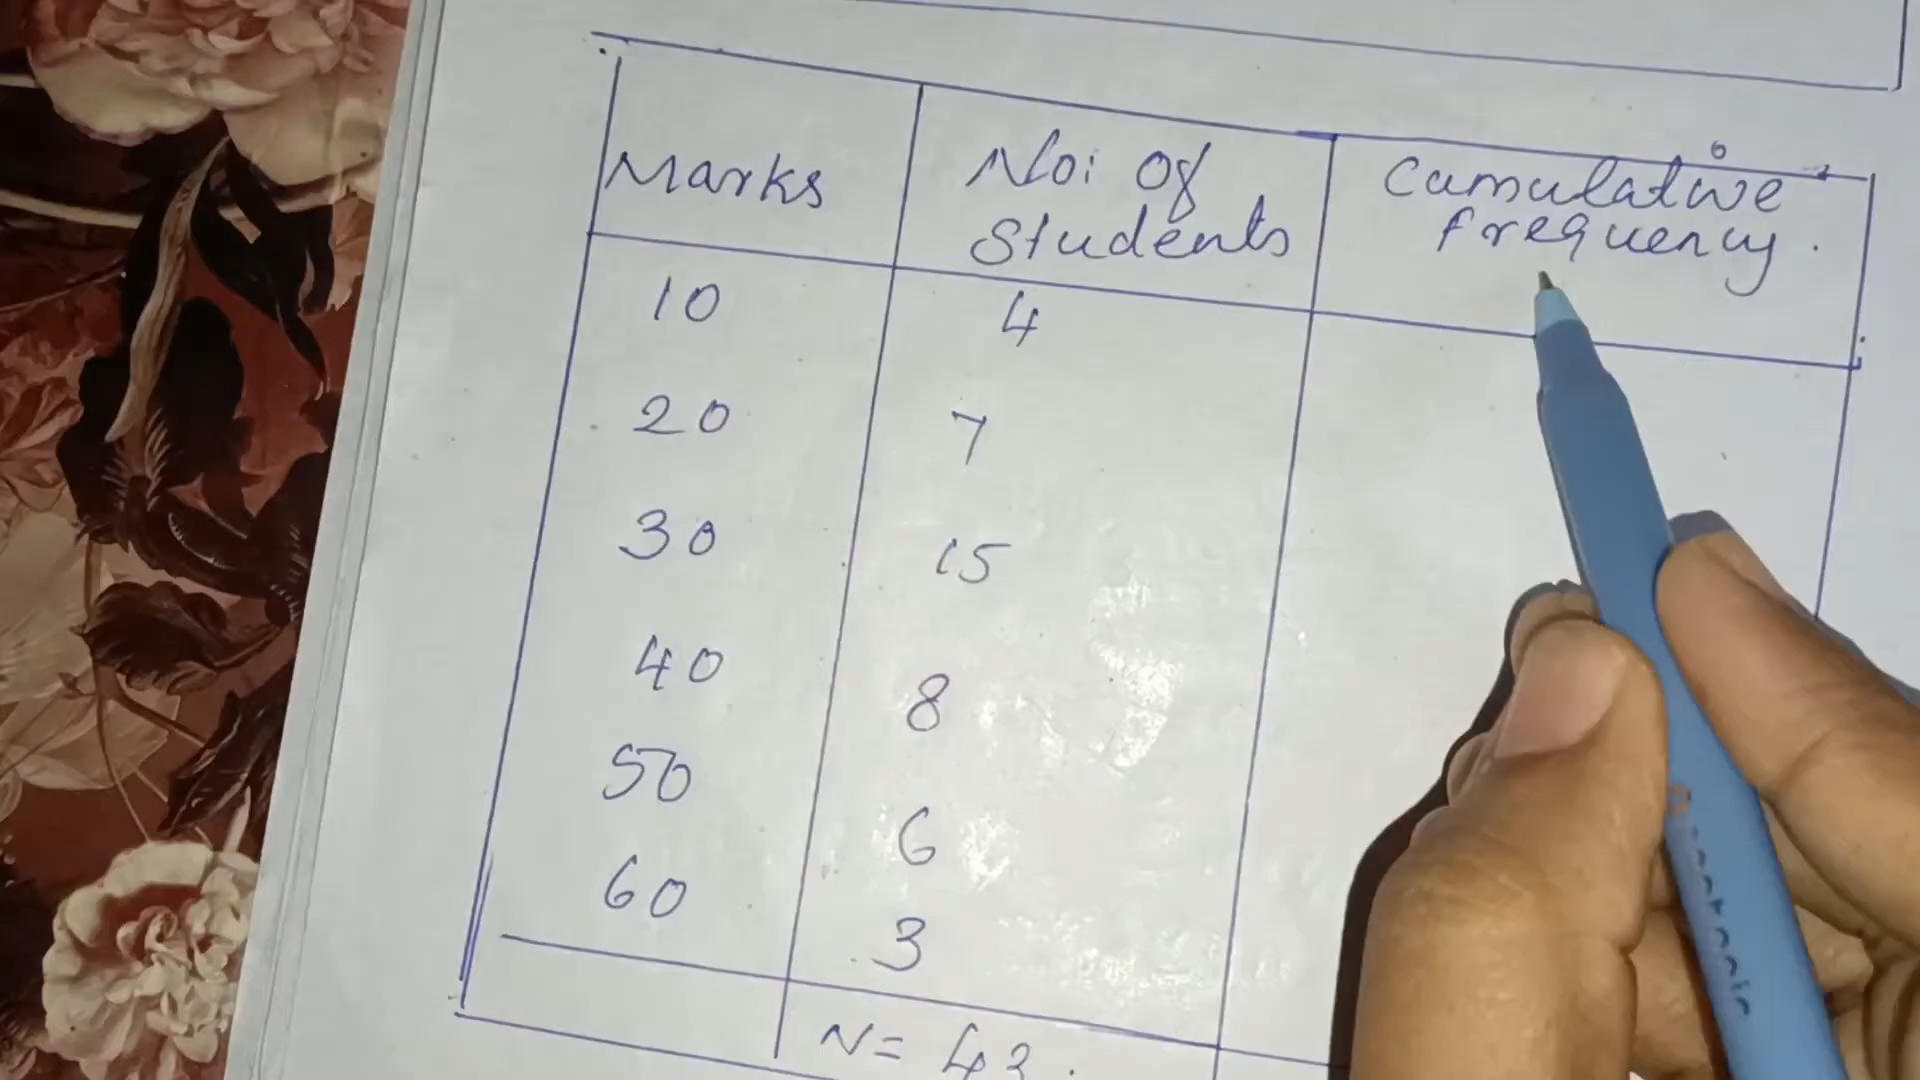 Marks No: of Cumulative
Students frequency.
10 4
20 7
30 15
40 8
50 6
60 3
N = 43.